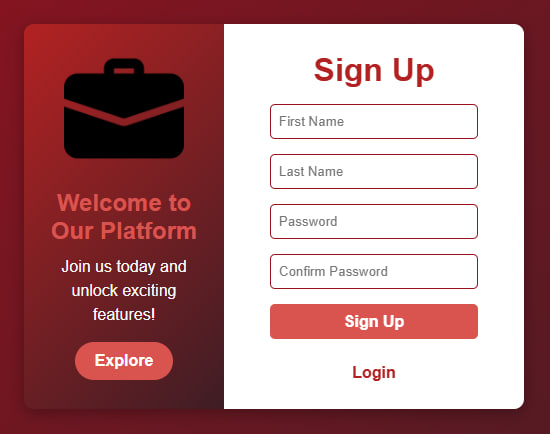 Welcome to
Our Platform
Join us today and
unlock exciting
features!
Explore
Sign Up
First Name
Last Name
Password
Confirm Password
Sign Up
Login